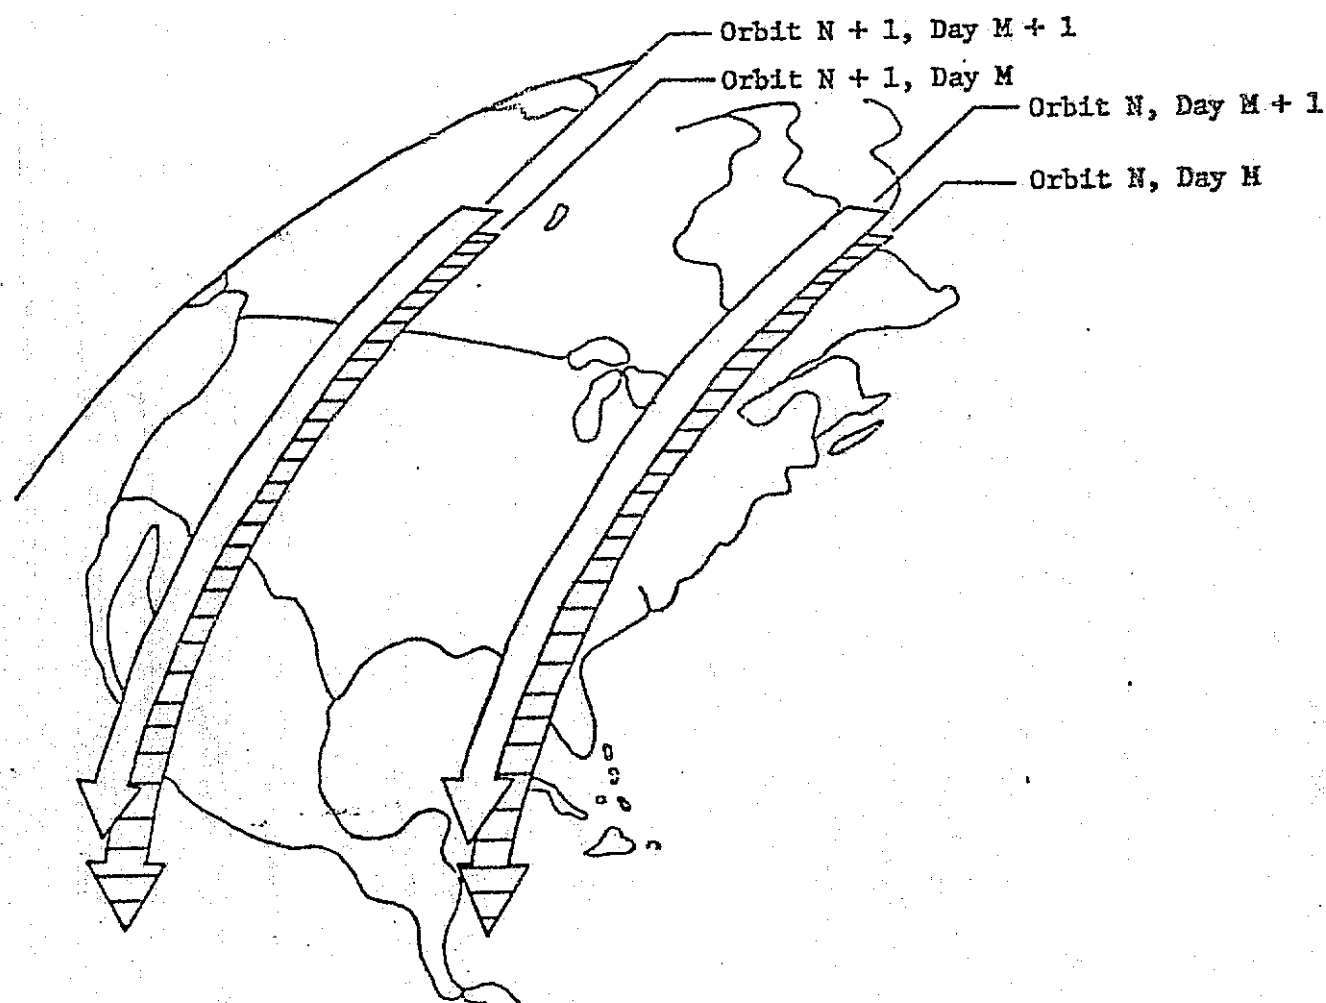 Orbit N + 1, Day M + 1
Orbit N + 1, Day M
Orbit N, Day M + 1
Orbit N, Day M